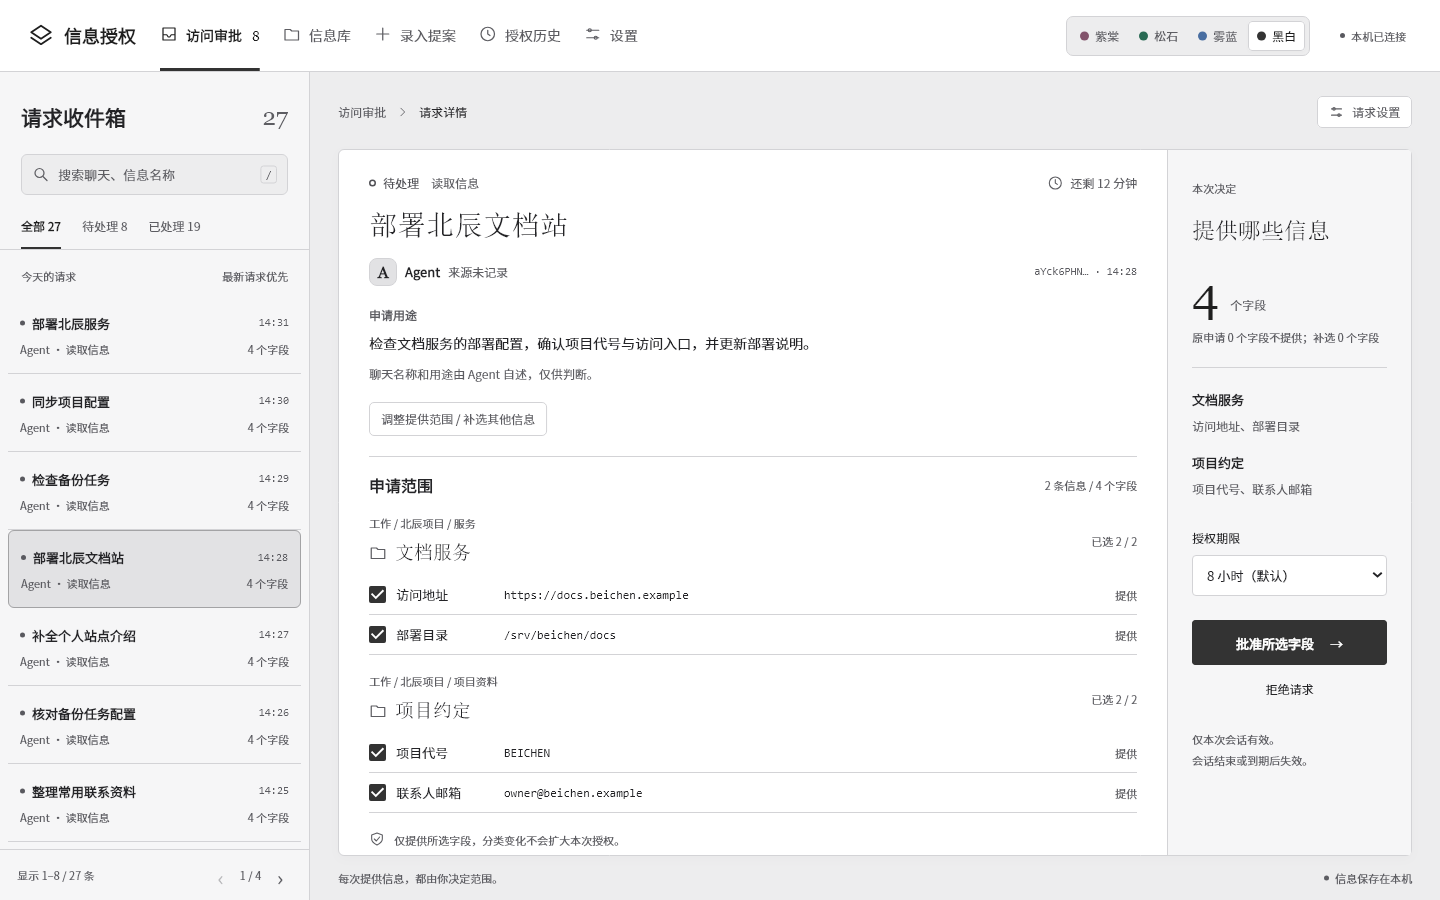 信息授权
访问审批 8
信息库
录入提案
授权历史
设置
紫棠
松石
雾蓝
黑白
本机已连接
请求收件箱 27
搜索聊天、信息名称 /
全部 27 待处理 8 已处理 19
今天的请求 最新请求优先
部署北辰服务 14:31
Agent · 读取信息 4 个字段
同步项目配置 14:30
Agent · 读取信息 4 个字段
检查备份任务 14:29
Agent · 读取信息 4 个字段
部署北辰文档站 14:28
Agent · 读取信息 4 个字段
补全个人站点介绍 14:27
Agent · 读取信息 4 个字段
核对备份任务配置 14:26
Agent · 读取信息 4 个字段
整理常用联系资料 14:25
Agent · 读取信息 4 个字段
显示 1–8 / 27 条 ‹ 1 / 4 ›
访问审批 > 请求详情
请求设置
待处理 读取信息 还剩 12 分钟
部署北辰文档站
A Agent 来源未记录 aYck6PHN… · 14:28
申请用途
检查文档服务的部署配置，确认项目代号与访问入口，并更新部署说明。
聊天名称和用途由 Agent 自述，仅供判断。
调整提供范围 / 补选其他信息
申请范围 2 条信息 / 4 个字段
工作 / 北辰项目 / 服务
文档服务 已选 2 / 2
访问地址 https://docs.beichen.example 提供
部署目录 /srv/beichen/docs 提供
工作 / 北辰项目 / 项目资料
项目约定 已选 2 / 2
项目代号 BEICHEN 提供
联系人邮箱 owner@beichen.example 提供
仅提供所选字段，分类变化不会扩大本次授权。
本次决定
提供哪些信息
4 个字段
原申请 0 个字段不提供；补选 0 个字段
文档服务
访问地址、部署目录
项目约定
项目代号、联系人邮箱
授权期限
8 小时（默认）
批准所选字段 →
拒绝请求
仅本次会话有效。
会话结束或到期后失效。
每次提供信息，都由你决定范围。
信息保存在本机